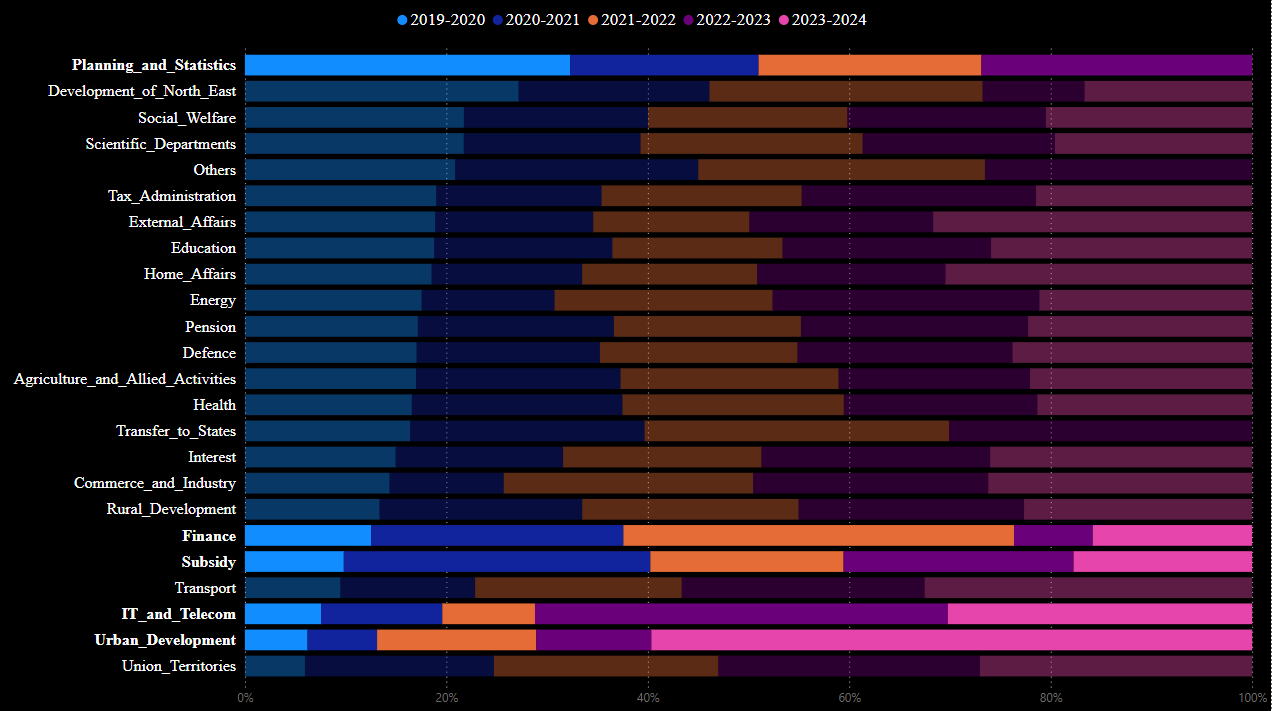 2019-2020 2020-2021 2021-2022 2022-2023 2023-2024
Planning_and_Statistics
Development_of_North_East
Social_Welfare
Scientific_Departments
Others
Tax_Administration
External_Affairs
Education
Home_Affairs
Energy
Pension
Defence
Agriculture_and_Allied_Activities
Health
Transfer_to_States
Interest
Commerce_and_Industry
Rural_Development
Finance
Subsidy
Transport
IT_and_Telecom
Urban_Development
Union_Territories
0% 20% 40% 60% 80% 100%